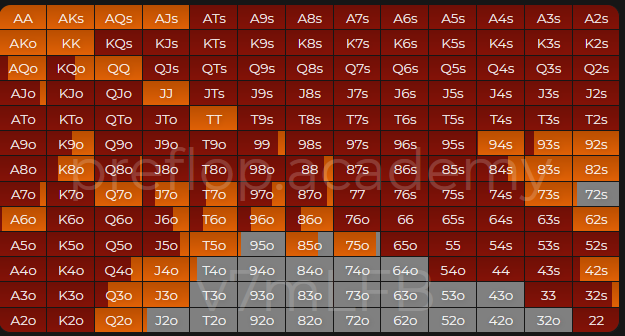 AA AKs AQs AJs ATs A9s A8s A7s A6s A5s A4s A3s A2s
AKo KK KQs KJs KTs K9s K8s K7s K6s K5s K4s K3s K2s
AQo KQo QQ QJs QTs Q9s Q8s Q7s Q6s Q5s Q4s Q3s Q2s
AJo KJo QJo JJ JTs J9s J8s J7s J6s J5s J4s J3s J2s
ATo KTo QTo JTo TT T9s T8s T7s T6s T5s T4s T3s T2s
A9o K9o Q9o J9o T9o 99 98s 97s 96s 95s 94s 93s 92s
A8o K8o Q8o J8o T8o 98o 88 87s 86s 85s 84s 83s 82s
preflop.academy
A7o K7o Q7o J7o T7o 97o 87o 77 76s 75s 74s 73s 72s
A6o K6o Q6o J6o T6o 96o 86o 76o 66 65s 64s 63s 62s
A5o K5o Q5o J5o T5o 95o 85o 75o 65o 55 54s 53s 52s
A4o K4o Q4o J4o T4o 94o 84o 74o 64o 54o 44 43s 42s
y7mLFB
A3o K3o Q3o J3o T3o 93o 83o 73o 63o 53o 43o 33 32s
A2o K2o Q2o J2o T2o 92o 82o 72o 62o 52o 42o 32o 22